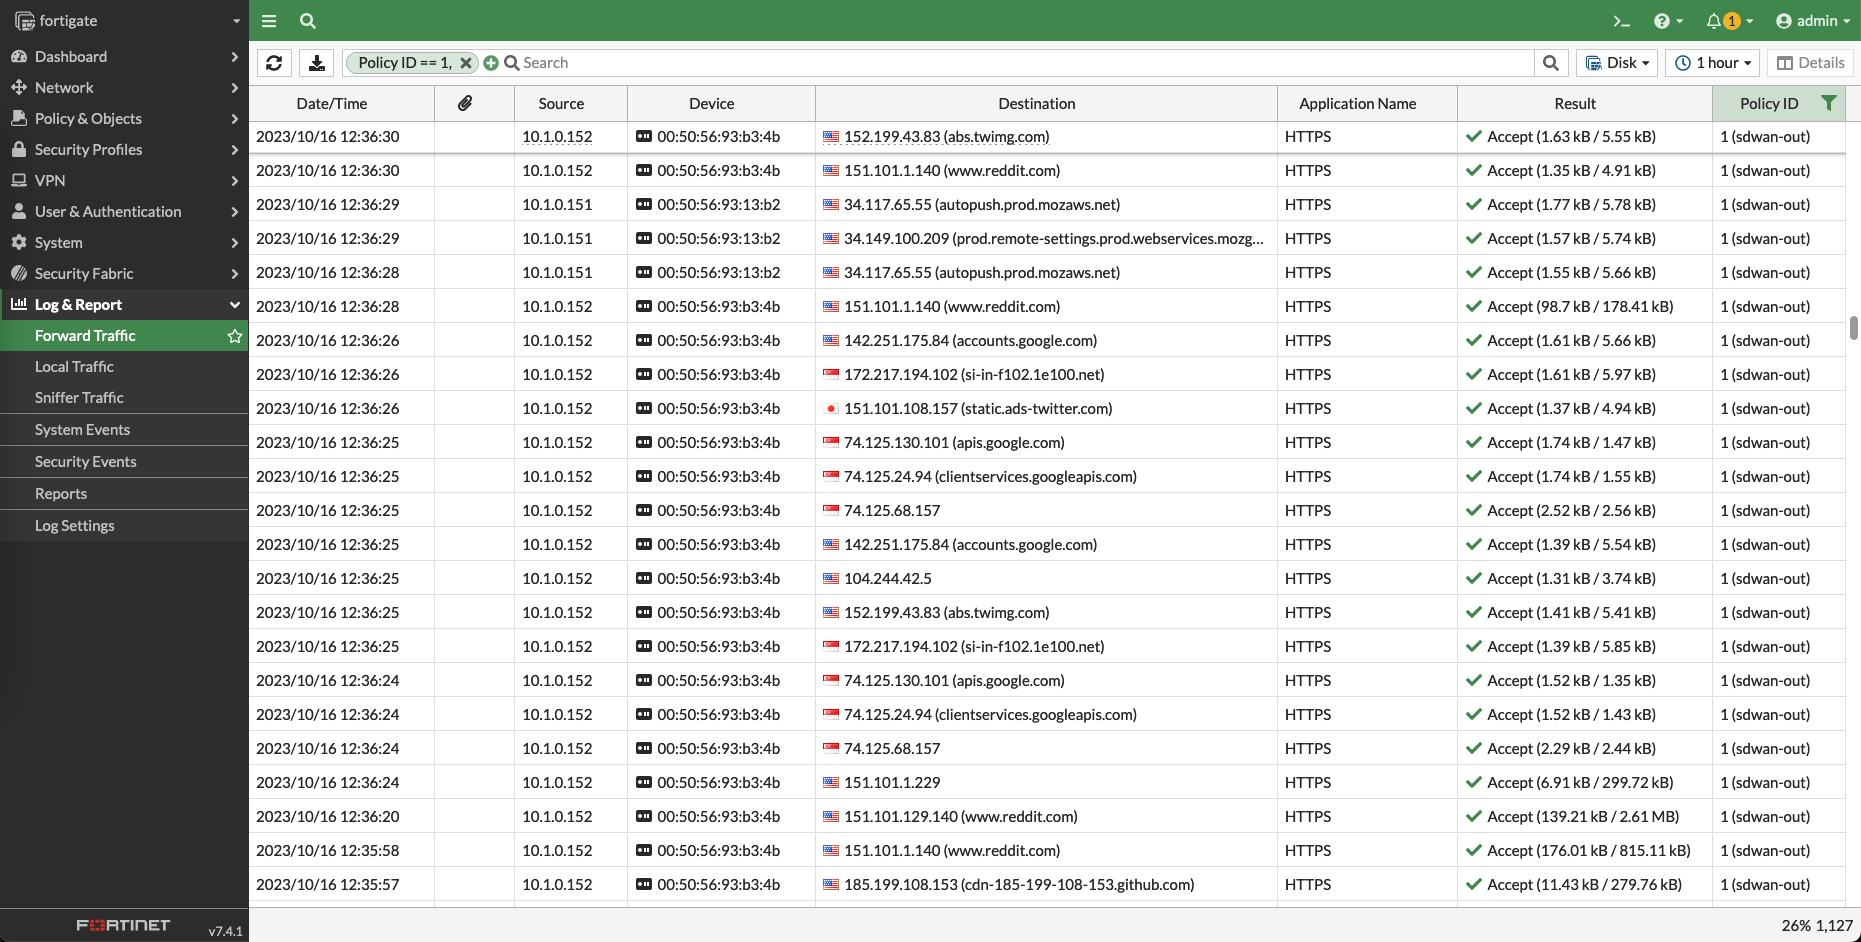 fortigate
admin
1
Dashboard
Network
Policy & Objects
Security Profiles
VPN
User & Authentication
System
Security Fabric
Log & Report
Forward Traffic
Local Traffic
Sniffer Traffic
System Events
Security Events
Reports
Log Settings
FORTINET
v7.4.1
Policy ID == 1, Search Disk 1 hour Details
Date/Time Source Device Destination Application Name Result Policy ID
2023/10/16 12:36:30 10.1.0.152 00:50:56:93:b3:4b 152.199.43.83 (abs.twimg.com) HTTPS Accept (1.63 kB / 5.55 kB) 1 (sdwan-out)
2023/10/16 12:36:30 10.1.0.152 00:50:56:93:b3:4b 151.101.1.140 (www.reddit.com) HTTPS Accept (1.35 kB / 4.91 kB) 1 (sdwan-out)
2023/10/16 12:36:29 10.1.0.151 00:50:56:93:13:b2 34.117.65.55 (autopush.prod.mozaws.net) HTTPS Accept (1.77 kB / 5.78 kB) 1 (sdwan-out)
2023/10/16 12:36:29 10.1.0.151 00:50:56:93:13:b2 34.149.100.209 (prod.remote-settings.prod.webservices.mozg... HTTPS Accept (1.57 kB / 5.74 kB) 1 (sdwan-out)
2023/10/16 12:36:28 10.1.0.151 00:50:56:93:13:b2 34.117.65.55 (autopush.prod.mozaws.net) HTTPS Accept (1.55 kB / 5.66 kB) 1 (sdwan-out)
2023/10/16 12:36:28 10.1.0.152 00:50:56:93:b3:4b 151.101.1.140 (www.reddit.com) HTTPS Accept (98.7 kB / 178.41 kB) 1 (sdwan-out)
2023/10/16 12:36:26 10.1.0.152 00:50:56:93:b3:4b 142.251.175.84 (accounts.google.com) HTTPS Accept (1.61 kB / 5.66 kB) 1 (sdwan-out)
2023/10/16 12:36:26 10.1.0.152 00:50:56:93:b3:4b 172.217.194.102 (si-in-f102.1e100.net) HTTPS Accept (1.61 kB / 5.97 kB) 1 (sdwan-out)
2023/10/16 12:36:26 10.1.0.152 00:50:56:93:b3:4b 151.101.108.157 (static.ads-twitter.com) HTTPS Accept (1.37 kB / 4.94 kB) 1 (sdwan-out)
2023/10/16 12:36:25 10.1.0.152 00:50:56:93:b3:4b 74.125.130.101 (apis.google.com) HTTPS Accept (1.74 kB / 1.47 kB) 1 (sdwan-out)
2023/10/16 12:36:25 10.1.0.152 00:50:56:93:b3:4b 74.125.24.94 (clientservices.googleapis.com) HTTPS Accept (1.74 kB / 1.55 kB) 1 (sdwan-out)
2023/10/16 12:36:25 10.1.0.152 00:50:56:93:b3:4b 74.125.68.157 HTTPS Accept (2.52 kB / 2.56 kB) 1 (sdwan-out)
2023/10/16 12:36:25 10.1.0.152 00:50:56:93:b3:4b 142.251.175.84 (accounts.google.com) HTTPS Accept (1.39 kB / 5.54 kB) 1 (sdwan-out)
2023/10/16 12:36:25 10.1.0.152 00:50:56:93:b3:4b 104.244.42.5 HTTPS Accept (1.31 kB / 3.74 kB) 1 (sdwan-out)
2023/10/16 12:36:25 10.1.0.152 00:50:56:93:b3:4b 152.199.43.83 (abs.twimg.com) HTTPS Accept (1.41 kB / 5.41 kB) 1 (sdwan-out)
2023/10/16 12:36:25 10.1.0.152 00:50:56:93:b3:4b 172.217.194.102 (si-in-f102.1e100.net) HTTPS Accept (1.39 kB / 5.85 kB) 1 (sdwan-out)
2023/10/16 12:36:24 10.1.0.152 00:50:56:93:b3:4b 74.125.130.101 (apis.google.com) HTTPS Accept (1.52 kB / 1.35 kB) 1 (sdwan-out)
2023/10/16 12:36:24 10.1.0.152 00:50:56:93:b3:4b 74.125.24.94 (clientservices.googleapis.com) HTTPS Accept (1.52 kB / 1.43 kB) 1 (sdwan-out)
2023/10/16 12:36:24 10.1.0.152 00:50:56:93:b3:4b 74.125.68.157 HTTPS Accept (2.29 kB / 2.44 kB) 1 (sdwan-out)
2023/10/16 12:36:24 10.1.0.152 00:50:56:93:b3:4b 151.101.1.229 HTTPS Accept (6.91 kB / 299.72 kB) 1 (sdwan-out)
2023/10/16 12:36:20 10.1.0.152 00:50:56:93:b3:4b 151.101.129.140 (www.reddit.com) HTTPS Accept (139.21 kB / 2.61 MB) 1 (sdwan-out)
2023/10/16 12:35:58 10.1.0.152 00:50:56:93:b3:4b 151.101.1.140 (www.reddit.com) HTTPS Accept (176.01 kB / 815.11 kB) 1 (sdwan-out)
2023/10/16 12:35:57 10.1.0.152 00:50:56:93:b3:4b 185.199.108.153 (cdn-185-199-108-153.github.com) HTTPS Accept (11.43 kB / 279.76 kB) 1 (sdwan-out)
26% 1,127